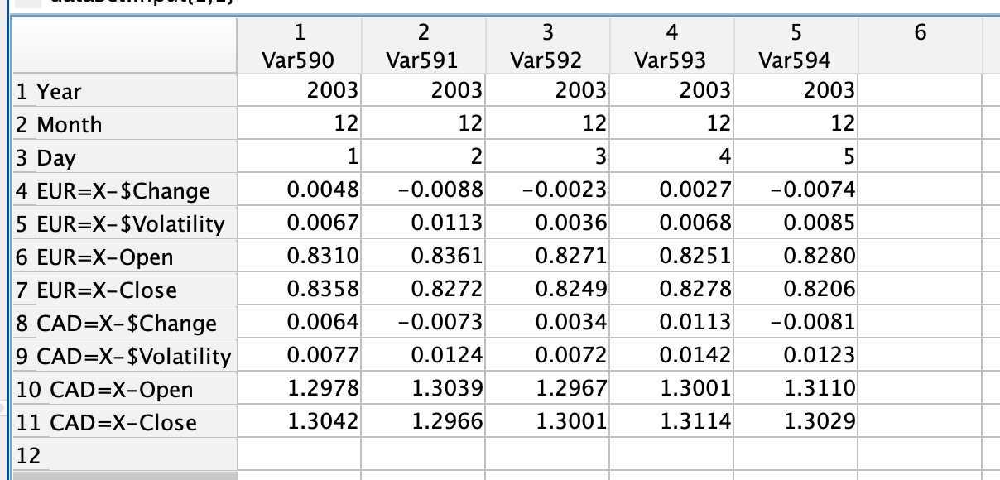 1 2 3 4 5 6
Var590 Var591 Var592 Var593 Var594
1 Year 2003 2003 2003 2003 2003
2 Month 12 12 12 12 12
3 Day 1 2 3 4 5
4 EUR=X-$Change 0.0048 -0.0088 -0.0023 0.0027 -0.0074
5 EUR=X-$Volatility 0.0067 0.0113 0.0036 0.0068 0.0085
6 EUR=X-Open 0.8310 0.8361 0.8271 0.8251 0.8280
7 EUR=X-Close 0.8358 0.8272 0.8249 0.8278 0.8206
8 CAD=X-$Change 0.0064 -0.0073 0.0034 0.0113 -0.0081
9 CAD=X-$Volatility 0.0077 0.0124 0.0072 0.0142 0.0123
10 CAD=X-Open 1.2978 1.3039 1.2967 1.3001 1.3110
11 CAD=X-Close 1.3042 1.2966 1.3001 1.3114 1.3029
12